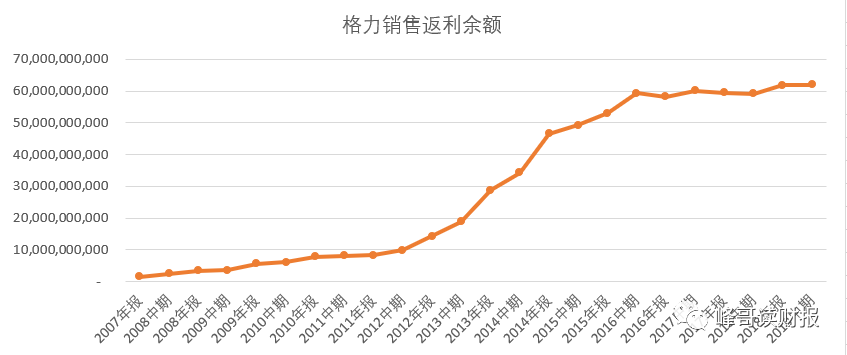 格力销售返利余额
70,000,000,000
60,000,000,000
50,000,000,000
40,000,000,000
30,000,000,000
20,000,000,000
10,000,000,000
-
2007年报
2008中期
2008年报
2009中期
2009年报
2010中期
2010年报
2011中期
2011年报
2012中期
2012年报
2013中期
2013年报
2014中期
2014年报
2015中期
2015年报
2016中期
2016年报
峰哥读财报